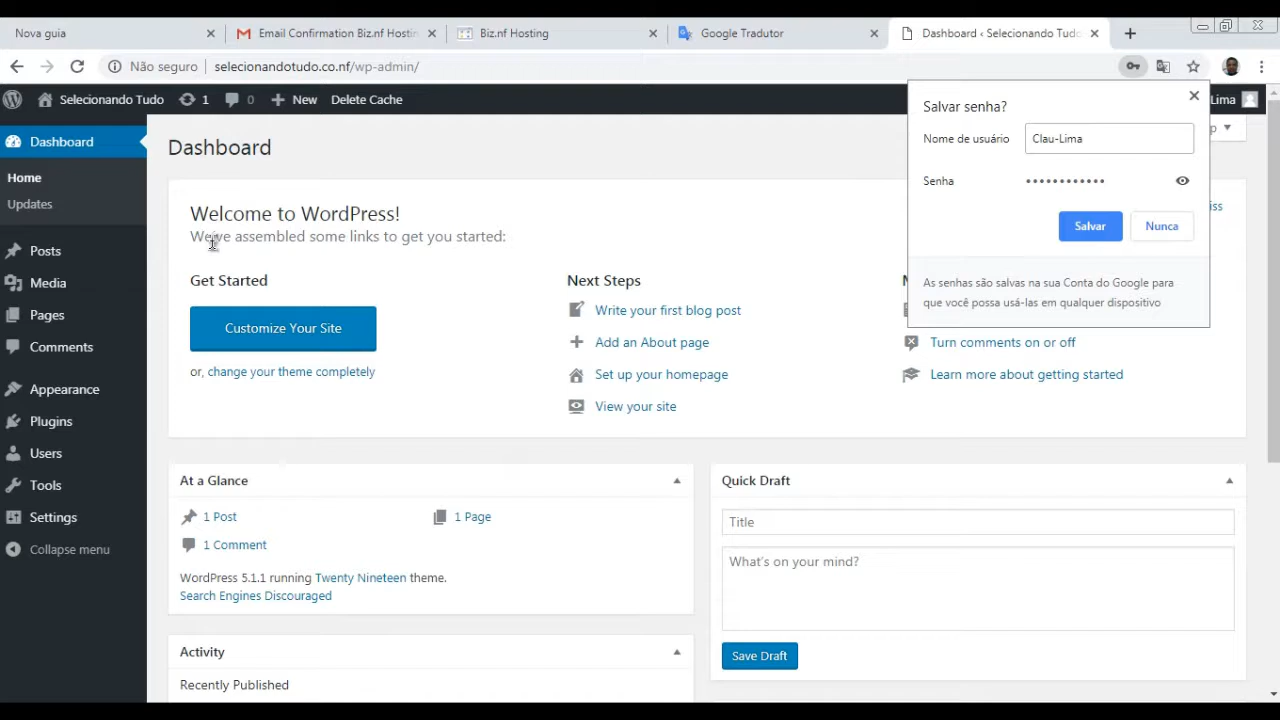 Nova guia
Email Confirmation Biz.nf Hostin
Biz.nf Hosting
Google Tradutor
Dashboard ‹ Selecionando Tudo
Não seguro
selecionandotudo.co.nf/wp-admin/
Selecionando Tudo
1
0
New
Delete Cache
Lima
Dashboard
Home
Updates
Posts
Media
Pages
Comments
Appearance
Plugins
Users
Tools
Settings
Collapse menu
Dashboard
Welcome to WordPress!
We've assembled some links to get you started:
Get Started
Customize Your Site
or, change your theme completely
Next Steps
Write your first blog post
Add an About page
Set up your homepage
View your site
Turn comments on or off
Learn more about getting started
Salvar senha?
Nome de usuário
Clau-Lima
Senha
••••••••••••
Salvar
Nunca
As senhas são salvas na sua Conta do Google para
que você possa usá-las em qualquer dispositivo
At a Glance
1 Post
1 Page
1 Comment
WordPress 5.1.1 running Twenty Nineteen theme.
Search Engines Discouraged
Activity
Recently Published
Quick Draft
Title
What's on your mind?
Save Draft